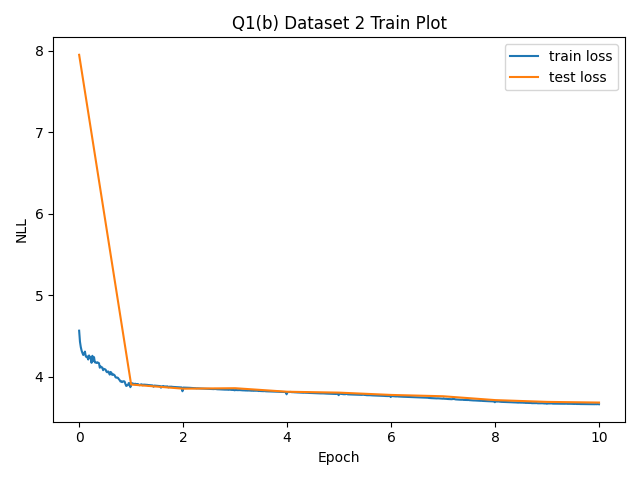 Q1(b) Dataset 2 Train Plot
train loss
test loss
NLL
8
7
6
5
4
0 2 4 6 8 10
Epoch